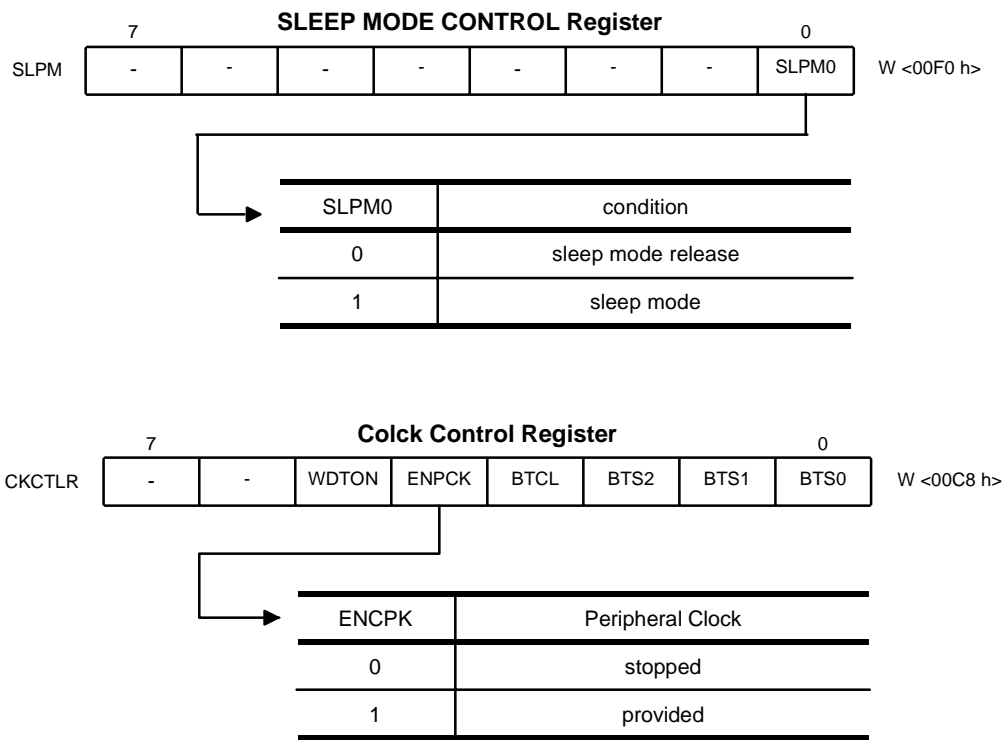 SLEEP MODE CONTROL Register
7 0
SLPM - - - - - - - SLPM0 W <00F0 h>
SLPM0 condition
0 sleep mode release
1 sleep mode
Colck Control Register
7 0
CKCTLR - - WDTON ENPCK BTCL BTS2 BTS1 BTS0 W <00C8 h>
ENCPK Peripheral Clock
0 stopped
1 provided